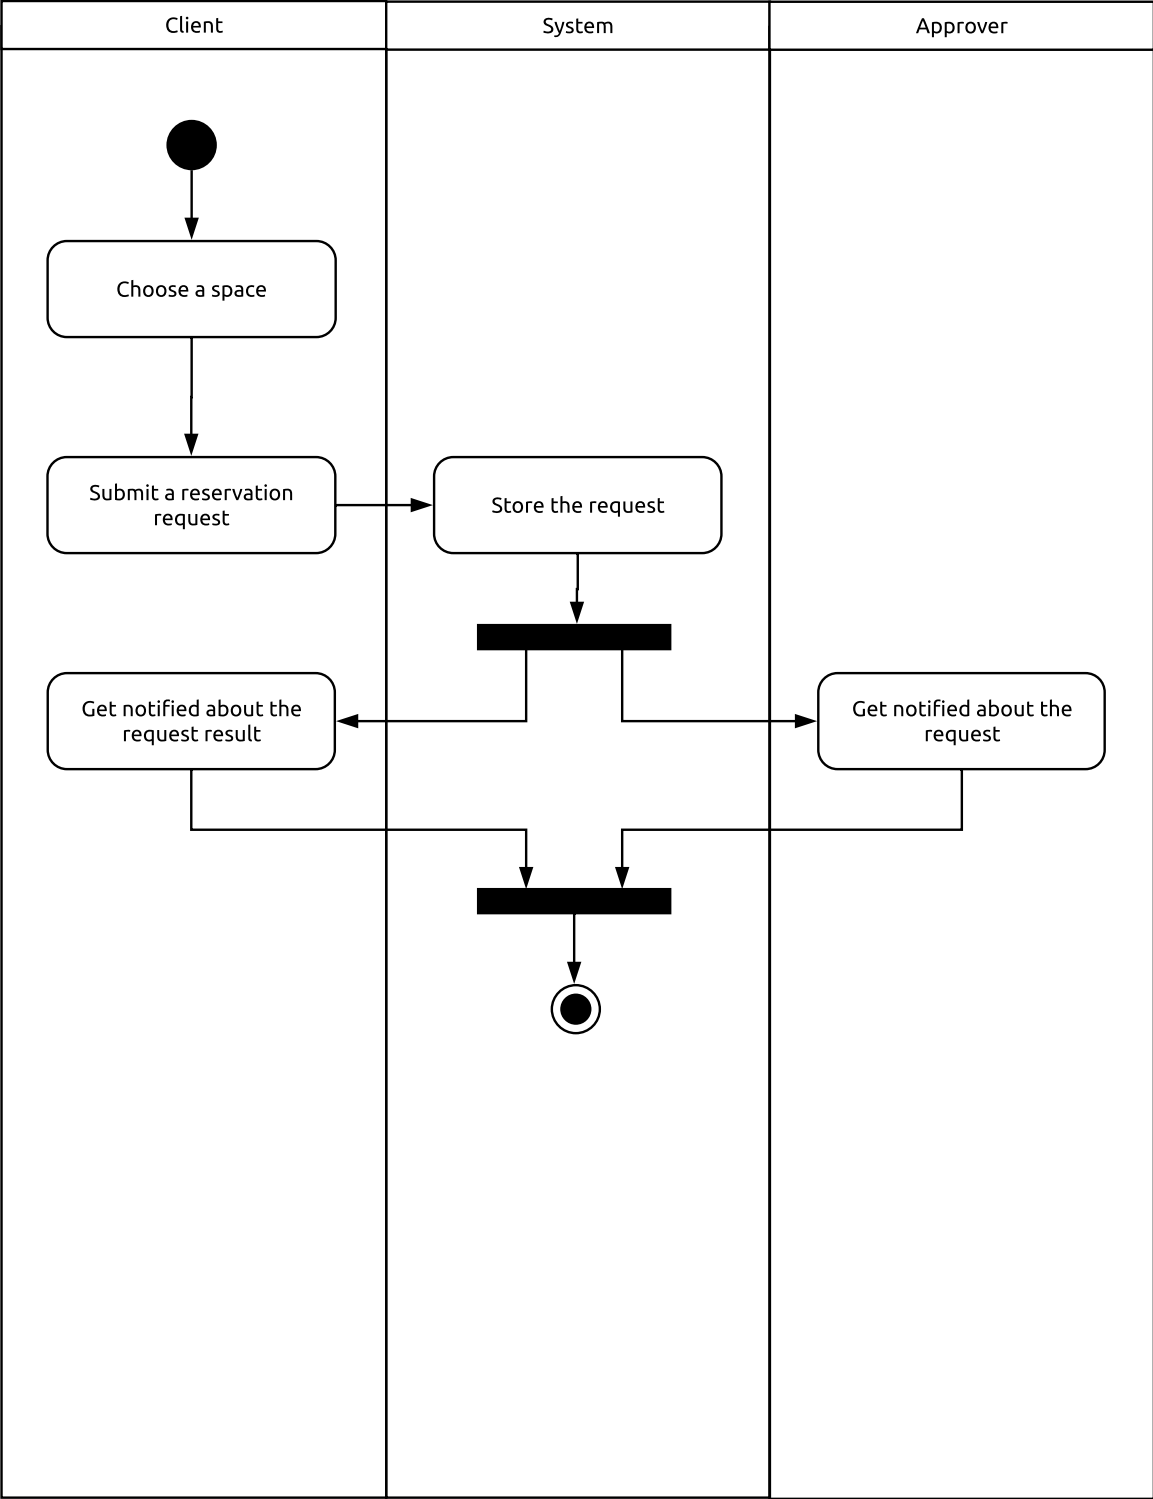 Client
System
Approver
Choose a space
Submit a reservation
request
Store the request
Get notified about the
request result
Get notified about the
request